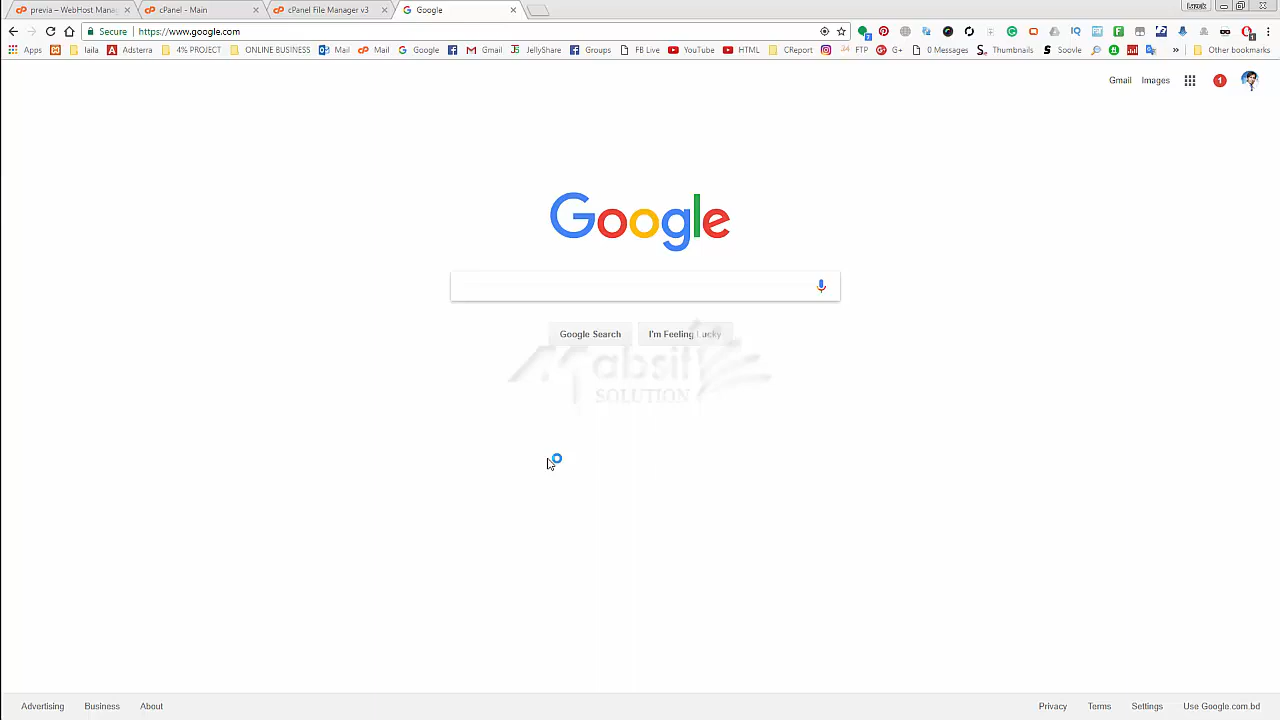 previa – WebHost Mana
cPanel - Main
cPanel File Manager v3
Google
Secure
https://www.google.com
Apps
laila
Adsterra
4% PROJECT
ONLINE BUSINESS
Mail
Mail
Google
Gmail
JellyShare
Groups
FB Live
YouTube
HTML
CReport
FTP
G+
0 Messages
Thumbnails
Soovle
»
Other bookmarks
Gmail
Images
1
Google
Google Search
I'm Feeling Lucky
Mabsit
SOLUTION
Advertising
Business
About
Privacy
Terms
Settings
Use Google.com.bd